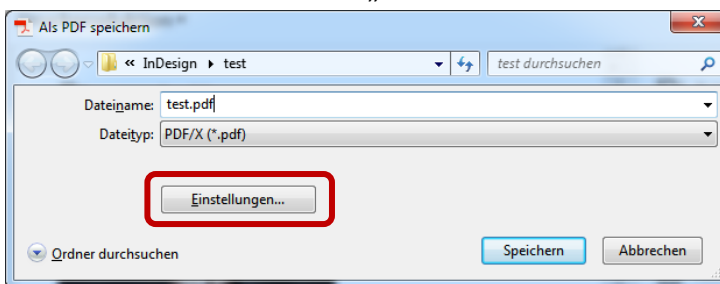 „
Als PDF speichern
« InDesign ▸ test
test durchsuchen
Dateiname: test.pdf
Dateityp: PDF/X (*.pdf)
Einstellungen...
Ordner durchsuchen
Speichern
Abbrechen